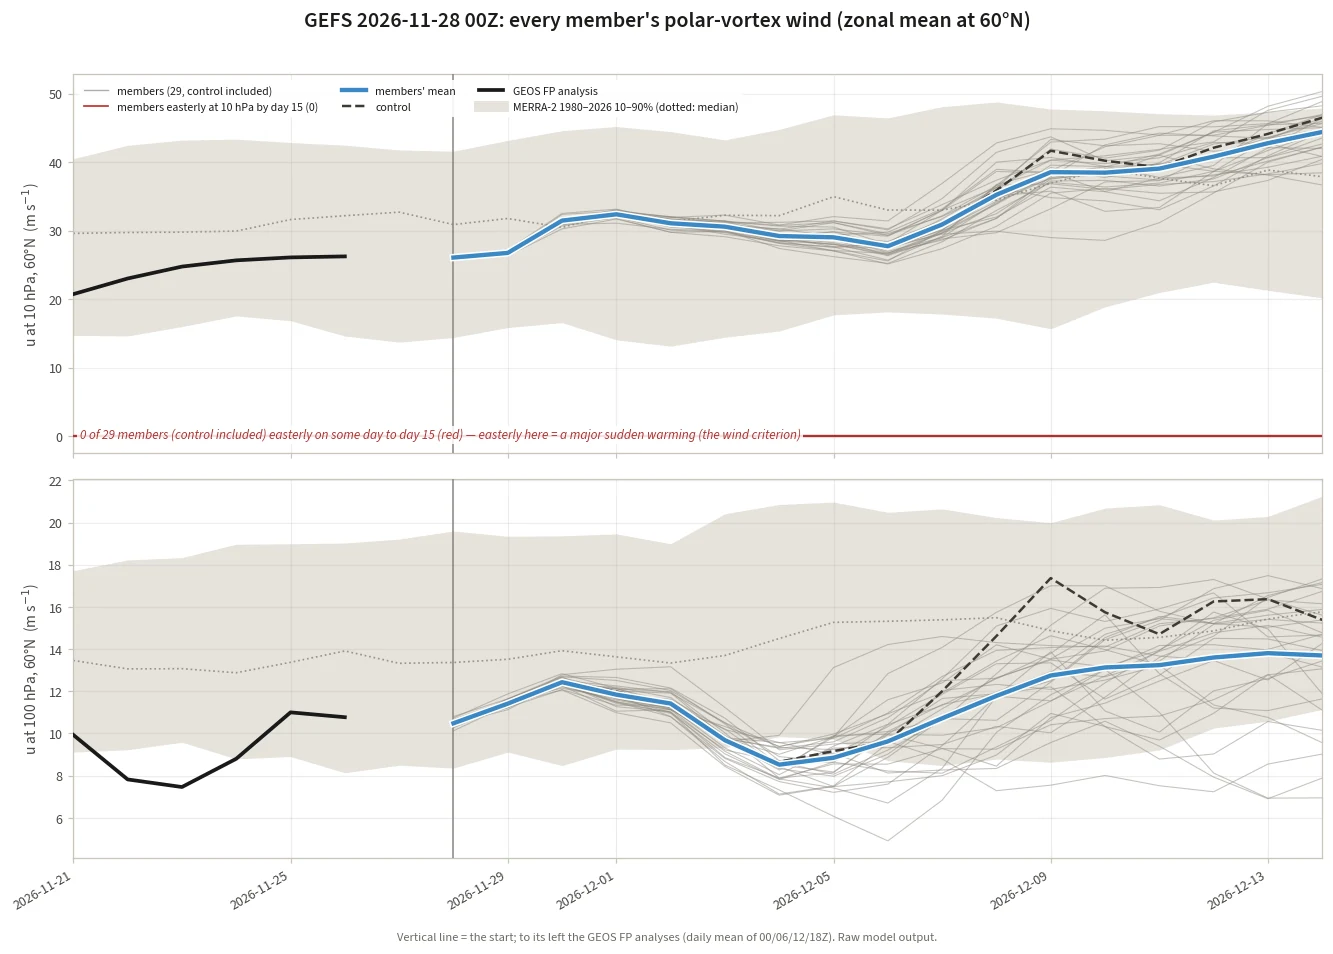 GEFS 2026-11-28 00Z: every member's polar-vortex wind (zonal mean at 60°N)
members (29, control included)
members easterly at 10 hPa by day 15 (0)
members' mean
control
GEOS FP analysis
MERRA-2 1980–2026 10–90% (dotted: median)
u at 10 hPa, 60°N (m s⁻¹)
50
40
30
20
10
0
0 of 29 members (control included) easterly on some day to day 15 (red) — easterly here = a major sudden warming (the wind criterion)
u at 100 hPa, 60°N (m s⁻¹)
22
20
18
16
14
12
10
8
6
2026-11-21
2026-11-25
2026-11-29
2026-12-01
2026-12-05
2026-12-09
2026-12-13
Vertical line = the start; to its left the GEOS FP analyses (daily mean of 00/06/12/18Z). Raw model output.